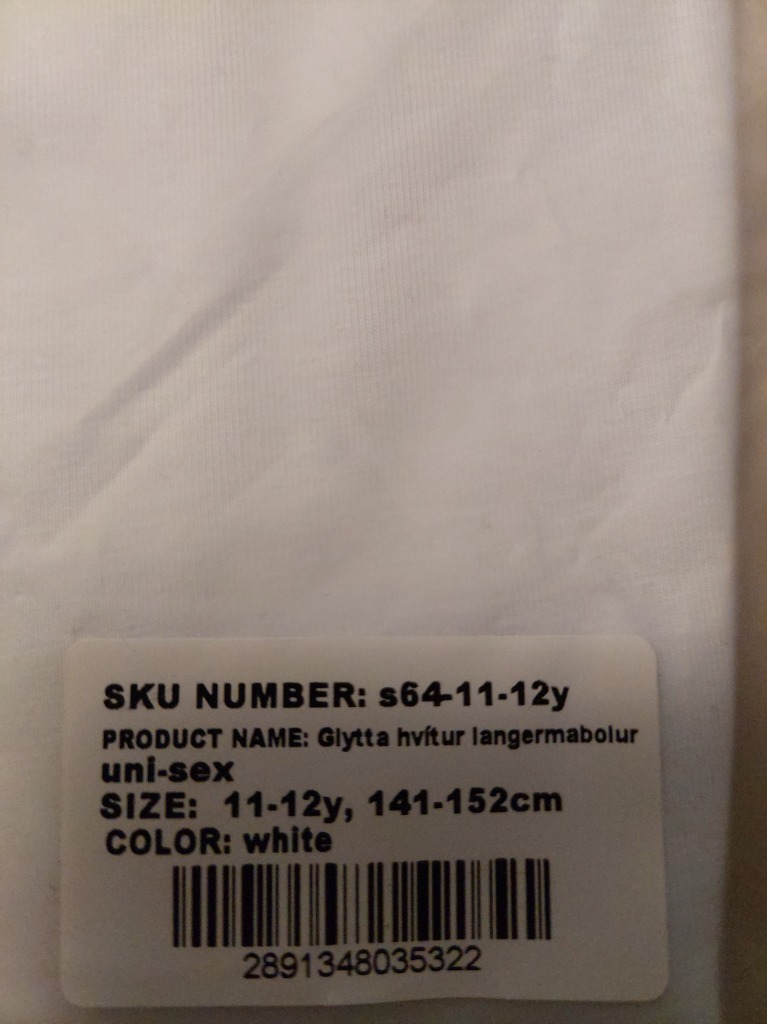 SKU NUMBER: s64-11-12y
PRODUCT NAME: Glytta hvítur langermabolur
uni-sex
SIZE: 11-12y, 141-152cm
COLOR: white
2891348035322